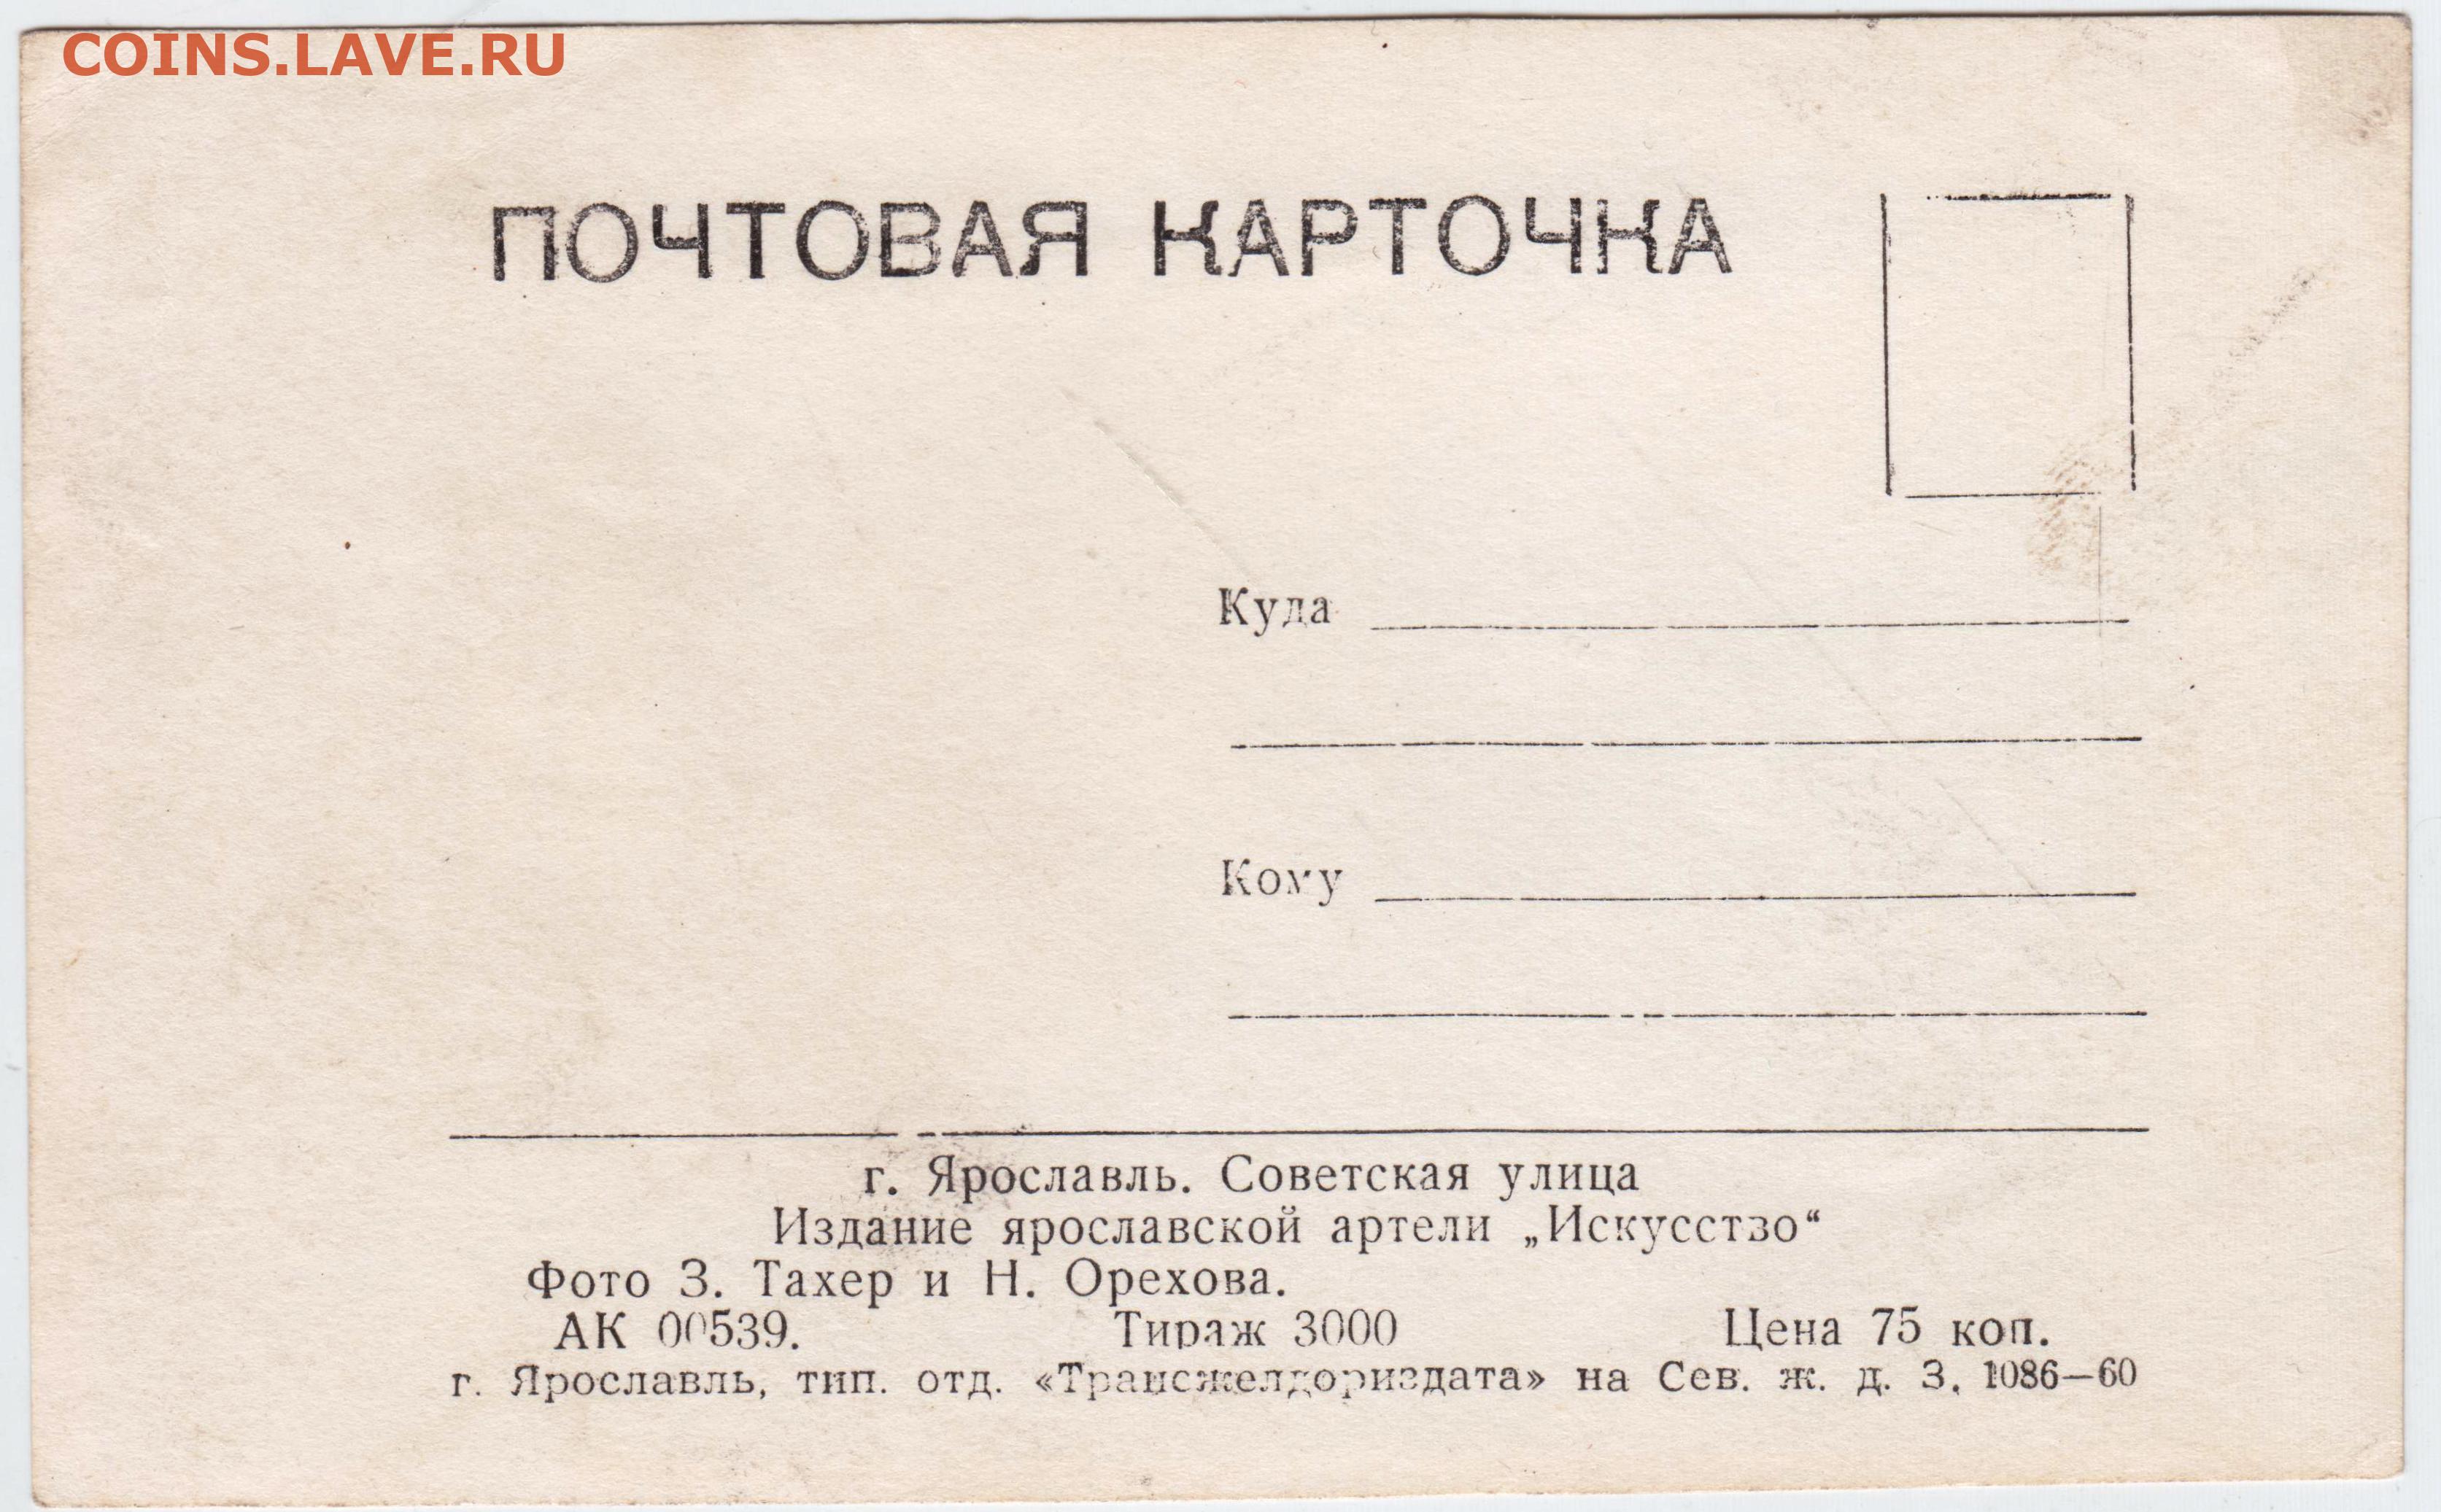 COINS.LAVE.RU
ПОЧТОВАЯ КАРТОЧКА
Куда
Кому
г. Ярославль. Советская улица
Издание ярославской артели „Искусство“
Фото З. Тахер и Н. Орехова.
АК 00539. Тираж 3000 Цена 75 коп.
г. Ярославль, тип. отд. «Трансжелдориздата» на Сев. ж. д. З. 1086—60